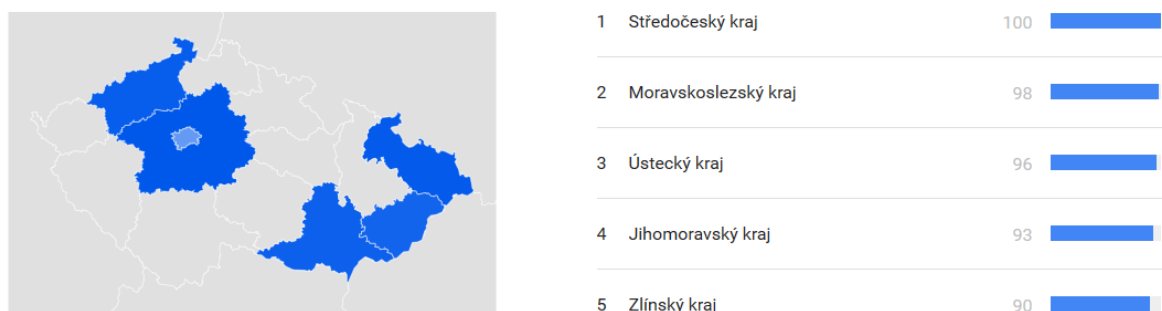 1 Středočeský kraj 100
2 Moravskoslezský kraj 98
3 Ústecký kraj 96
4 Jihomoravský kraj 93
5 Zlínský kraj 90